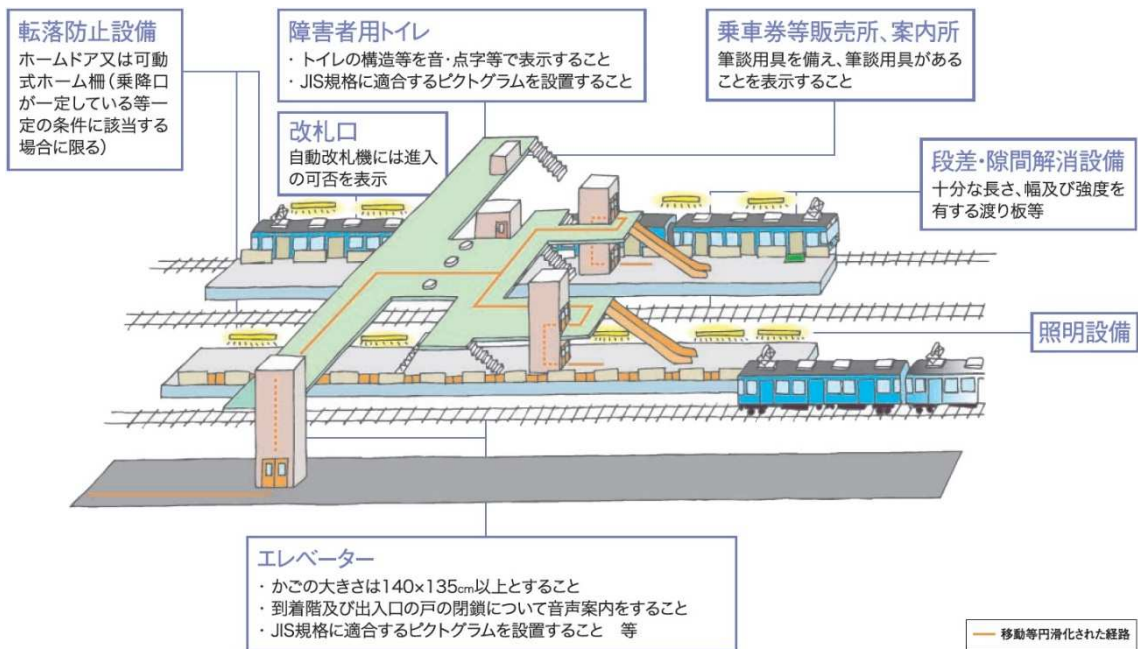 転落防止設備
ホームドア又は可動
式ホーム柵(乗降口
が一定している等一
定の条件に該当する
場合に限る)
障害者用トイレ
・ トイレの構造等を音・点字等で表示すること
・ JIS規格に適合するピクトグラムを設置すること
乗車券等販売所、案内所
筆談用具を備え、筆談用具がある
ことを表示すること
改札口
自動改札機には進入
の可否を表示
段差・隙間解消設備
十分な長さ、幅及び強度を
有する渡り板等
照明設備
エレベーター
・ かごの大きさは140×135cm以上とすること
・ 到着階及び出入口の戸の閉鎖について音声案内をすること
・ JIS規格に適合するピクトグラムを設置すること 等
移動等円滑化された経路